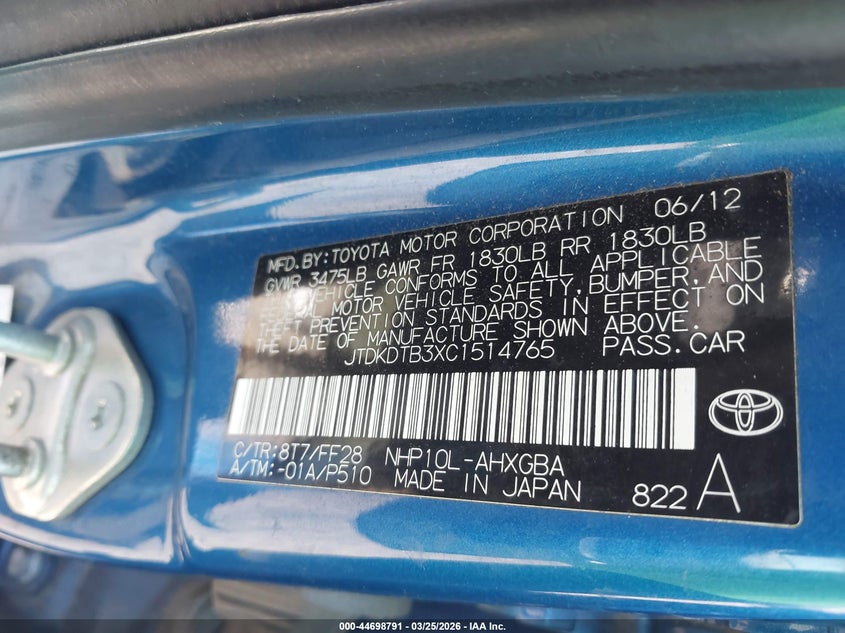 MFD.BY:TOYOTA MOTOR CORPORATION 06/12
GVWR 3475LB GAWR FR 1830LB RR 1830LB
THIS VEHICLE CONFORMS TO ALL APPLICABLE
FEDERAL MOTOR VEHICLE SAFETY,BUMPER,AND
THEFT PREVENTION STANDARDS IN EFFECT ON
THE DATE OF MANUFACTURE SHOWN ABOVE.
JTDKDTB3XC1514765 PASS.CAR
C/TR:8T7/FF28 NHP10L-AHXGBA
A/TM:-01A/P510 MADE IN JAPAN
822 A
000-44698791 - 03/25/2026 - IAA Inc.